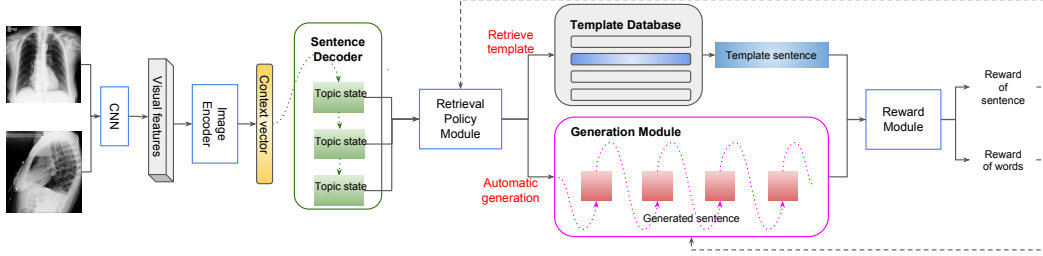 CNN
Visual features
Image
Encoder
Context vector
Sentence
Decoder
Topic state
Topic state
Topic state
Retrieval
Policy
Module
Retrieve
template
Automatic
generation
Template Database
Template sentence
Generation Module
Generated sentence
Reward
Module
Reward
of
sentence
Reward
of words